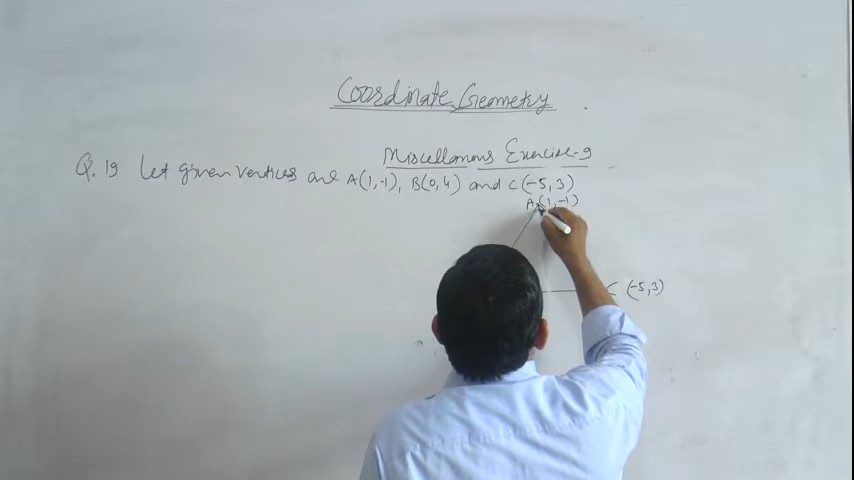 Coordinate Geometry
Miscellanous Exercise-9
Q. 19 Let given vertices are A(1,-1), B(0,4) and C(-5,3)
A(1,-1)
C (-5,3)